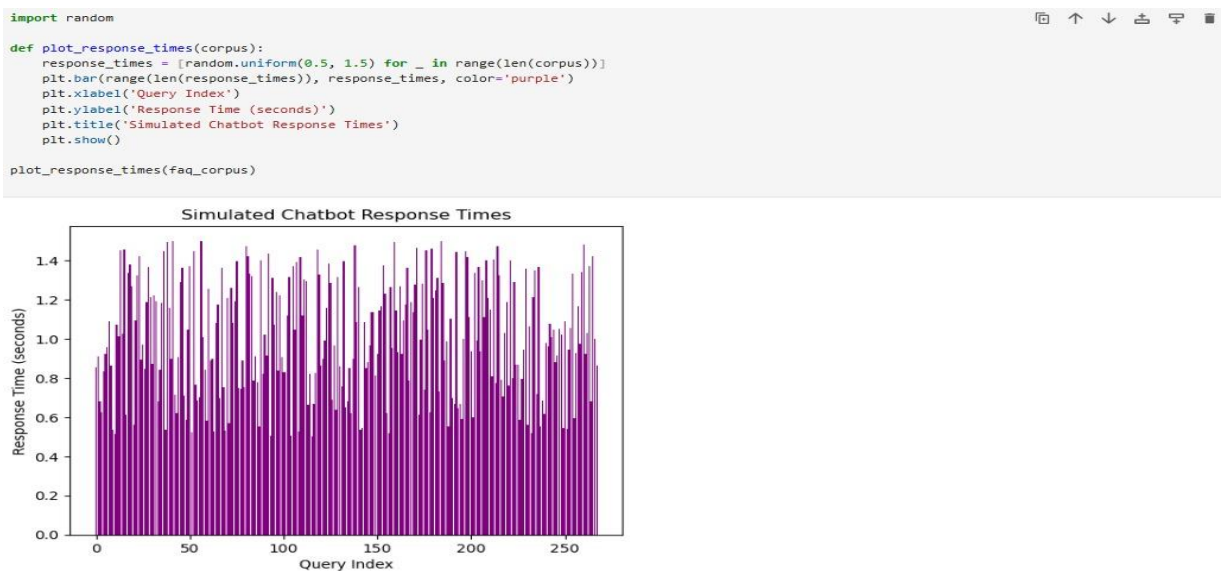 import random
def plot_response_times(corpus):
    response_times = [random.uniform(0.5, 1.5) for _ in range(len(corpus))]
    plt.bar(range(len(response_times)), response_times, color='purple')
    plt.xlabel('Query Index')
    plt.ylabel('Response Time (seconds)')
    plt.title('Simulated Chatbot Response Times')
    plt.show()
plot_response_times(faq_corpus)
Simulated Chatbot Response Times
Response Time (seconds)
1.4
1.2
1.0
0.8
0.6
0.4
0.2
0.0
0 50 100 150 200 250
Query Index